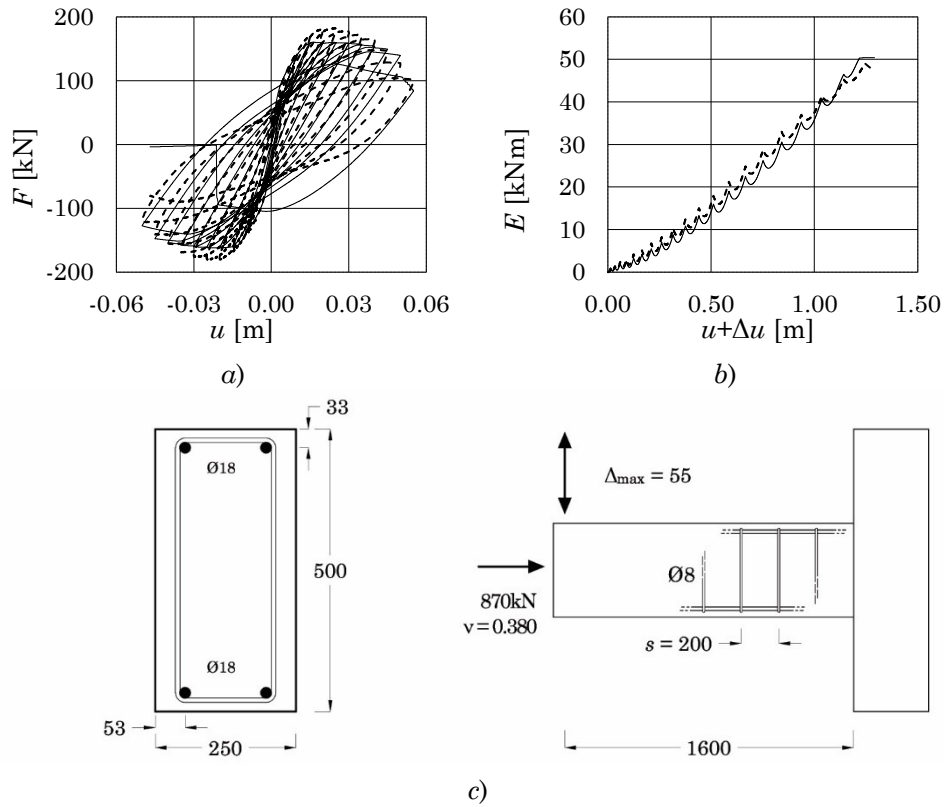 200
100
0
-100
-200
F [kN]
-0.06 -0.03 0.00 0.03 0.06
u [m]
a)
60
50
40
30
20
10
0
E [kNm]
0.00 0.50 1.00 1.50
u+Δu [m]
b)
33
Ø18
500
Ø18
53
250
Δmax = 55
870kN
ν=0.380
Ø8
s = 200
1600
c)